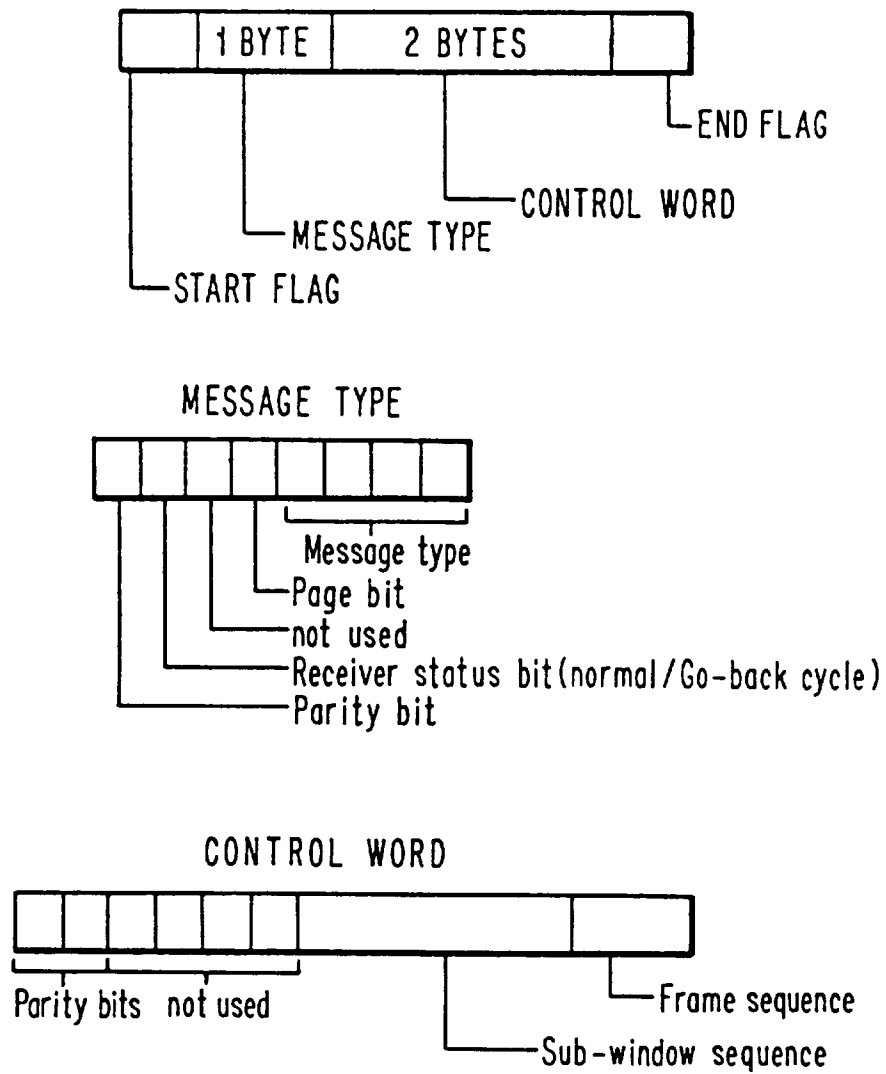 1 BYTE 2 BYTES
END FLAG
CONTROL WORD
MESSAGE TYPE
START FLAG
MESSAGE TYPE
Message type
Page bit
not used
Receiver status bit(normal/Go-back cycle)
Parity bit
CONTROL WORD
Parity bits not used
Frame sequence
Sub-window sequence